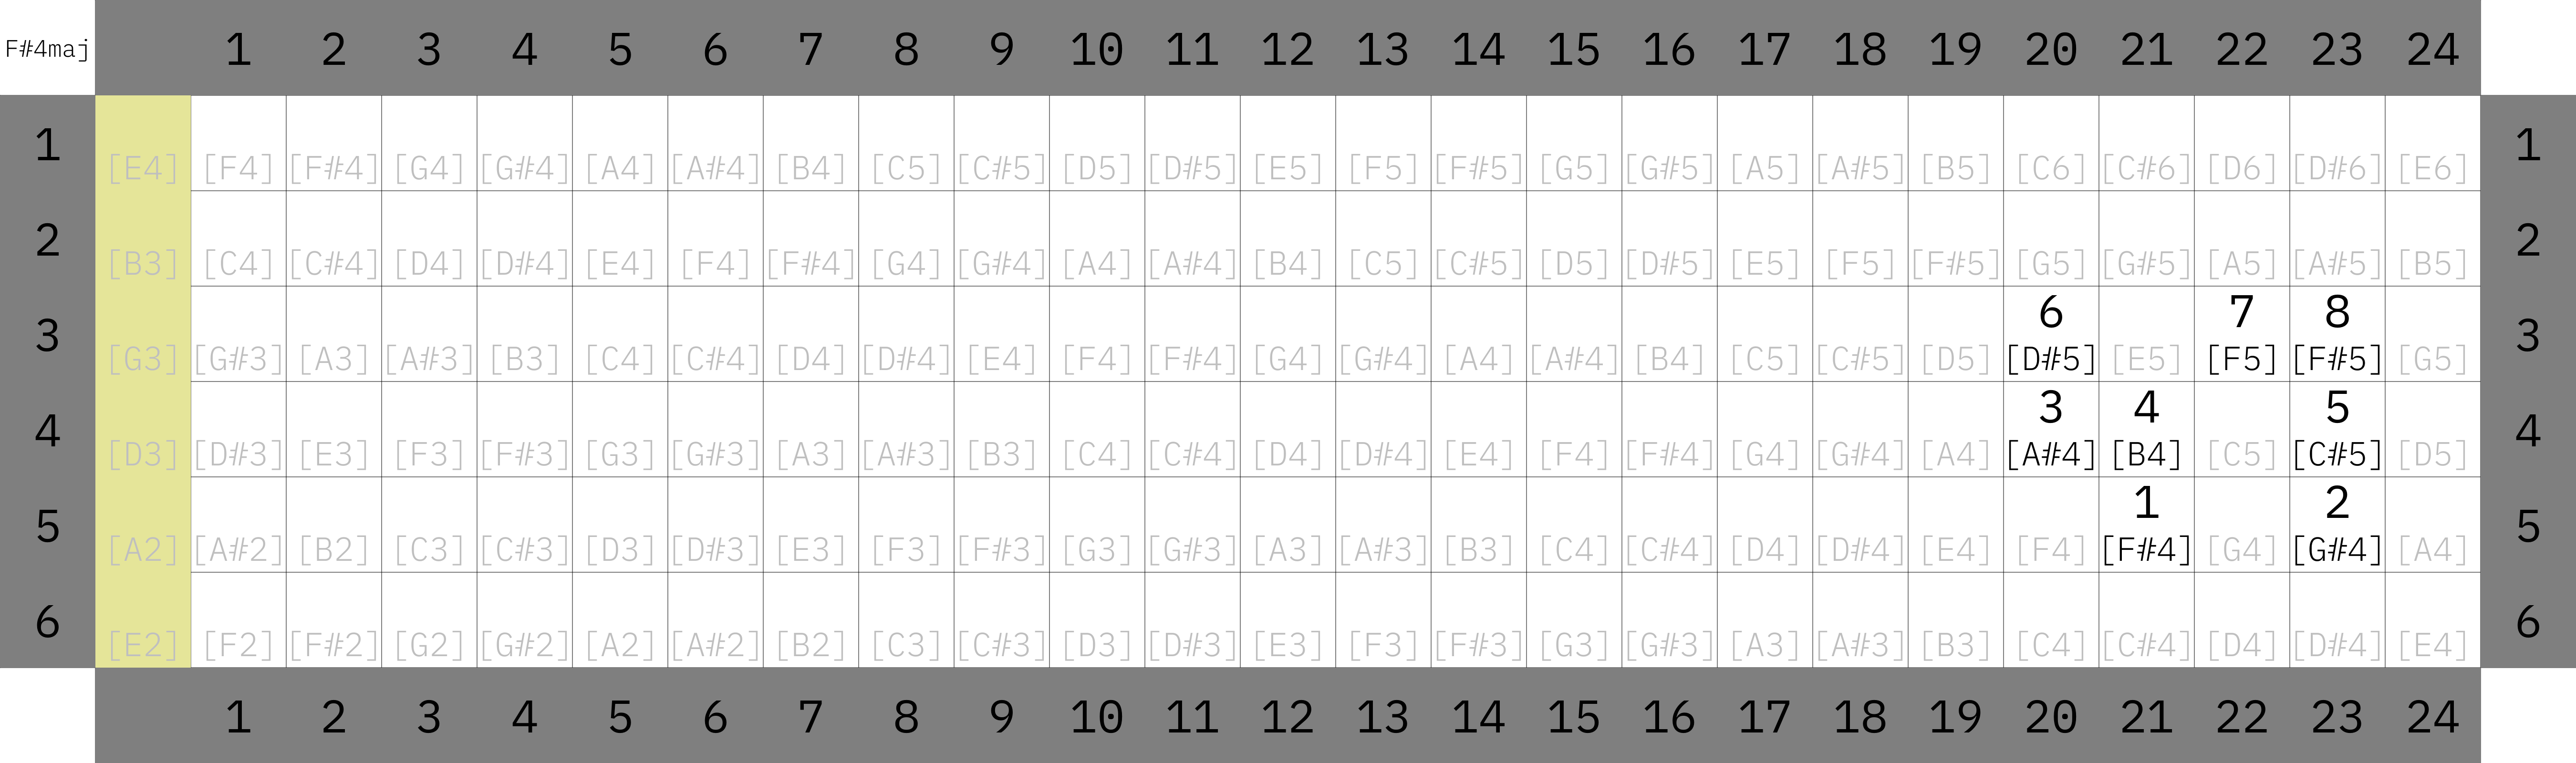 F#4maj 1 2 3 4 5 6 7 8 9 10 11 12 13 14 15 16 17 18 19 20 21 22 23 24
1 [E4] [F4] [F#4] [G4] [G#4] [A4] [A#4] [B4] [C5] [C#5] [D5] [D#5] [E5] [F5] [F#5] [G5] [G#5] [A5] [A#5] [B5] [C6] [C#6] [D6] [D#6] [E6] 1
2 [B3] [C4] [C#4] [D4] [D#4] [E4] [F4] [F#4] [G4] [G#4] [A4] [A#4] [B4] [C5] [C#5] [D5] [D#5] [E5] [F5] [F#5] [G5] [G#5] [A5] [A#5] [B5] 2
6 7 8
3 [G3] [G#3] [A3] [A#3] [B3] [C4] [C#4] [D4] [D#4] [E4] [F4] [F#4] [G4] [G#4] [A4] [A#4] [B4] [C5] [C#5] [D5] [D#5] [E5] [F5] [F#5] [G5] 3
3 4 5
4 [D3] [D#3] [E3] [F3] [F#3] [G3] [G#3] [A3] [A#3] [B3] [C4] [C#4] [D4] [D#4] [E4] [F4] [F#4] [G4] [G#4] [A4] [A#4] [B4] [C5] [C#5] [D5] 4
1 2
5 [A2] [A#2] [B2] [C3] [C#3] [D3] [D#3] [E3] [F3] [F#3] [G3] [G#3] [A3] [A#3] [B3] [C4] [C#4] [D4] [D#4] [E4] [F4] [F#4] [G4] [G#4] [A4] 5
6 [E2] [F2] [F#2] [G2] [G#2] [A2] [A#2] [B2] [C3] [C#3] [D3] [D#3] [E3] [F3] [F#3] [G3] [G#3] [A3] [A#3] [B3] [C4] [C#4] [D4] [D#4] [E4] 6
1 2 3 4 5 6 7 8 9 10 11 12 13 14 15 16 17 18 19 20 21 22 23 24